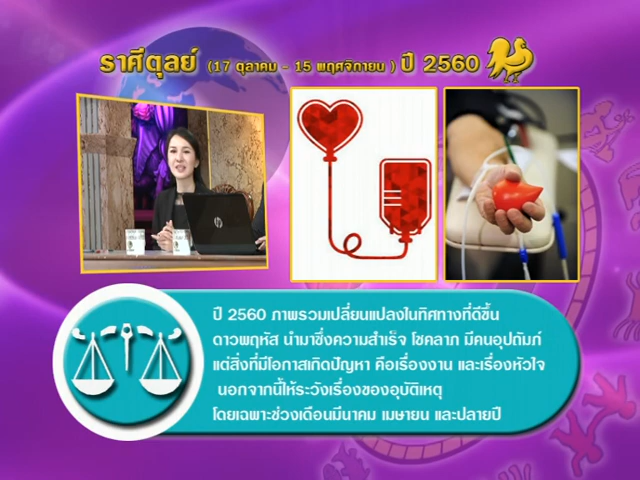 ราศีตุลย์ (17 ตุลาคม - 15 พฤศจิกายน ) ปี 2560
ปี 2560 ภาพรวมเปลี่ยนแปลงในทิศทางที่ดีขึ้น
ดาวพฤหัส นำมาซึ่งความสำเร็จ โชคลาภ มีคนอุปถัมภ์
แต่สิ่งที่มีโอกาสเกิดปัญหา คือเรื่องงาน และเรื่องหัวใจ
นอกจากนี้ให้ระวังเรื่องของอุบัติเหตุ
โดยเฉพาะช่วงเดือนมีนาคม เมษายน และปลายปี